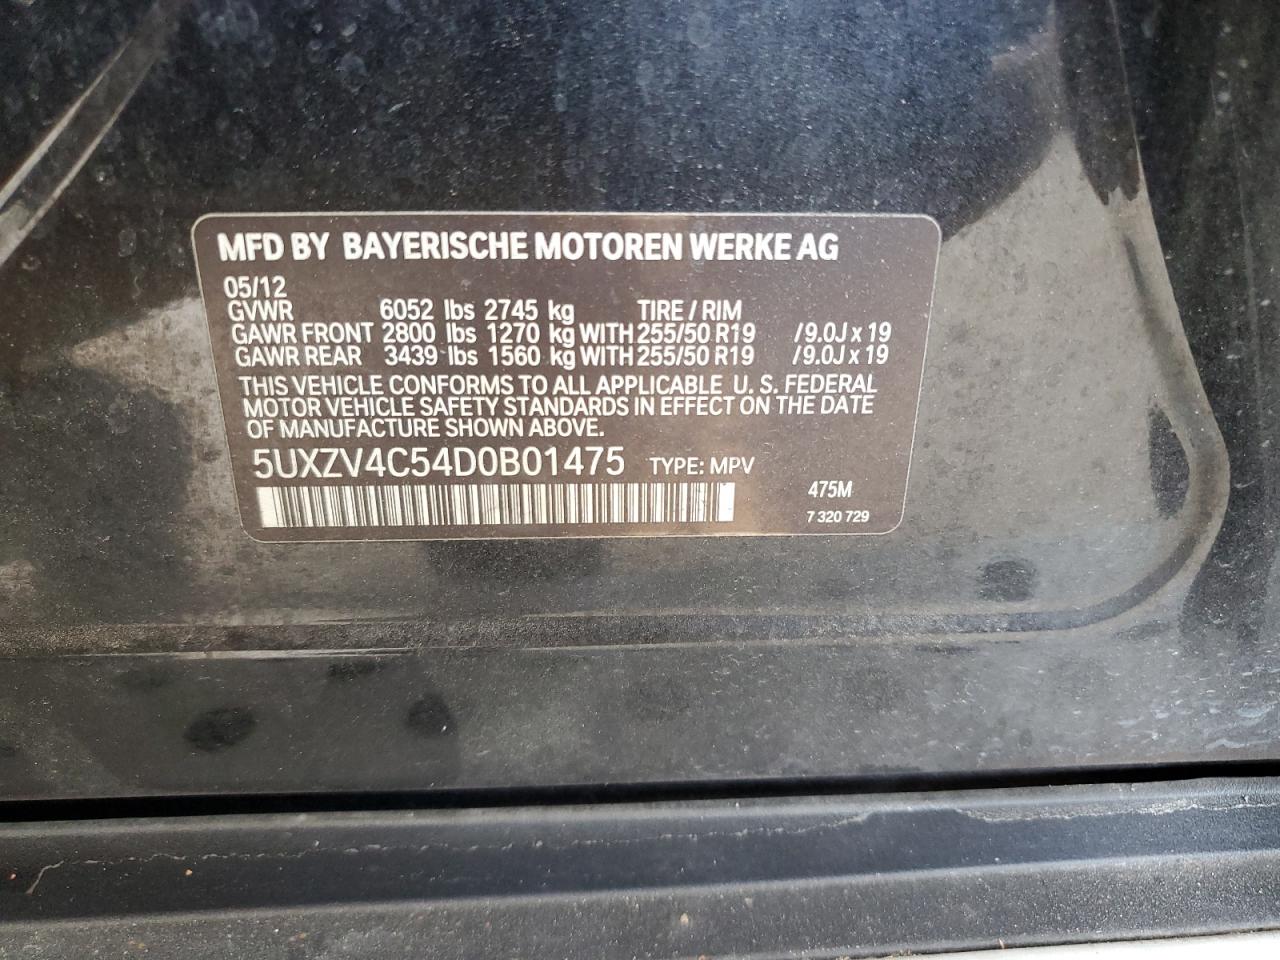 MFD BY BAYERISCHE MOTOREN WERKE AG
05/12
GVWR 6052 lbs 2745 kg TIRE / RIM
GAWR FRONT 2800 lbs 1270 kg WITH 255/50 R19 /9.0J x 19
GAWR REAR 3439 lbs 1560 kg WITH 255/50 R19 /9.0J x 19
THIS VEHICLE CONFORMS TO ALL APPLICABLE U. S. FEDERAL
MOTOR VEHICLE SAFETY STANDARDS IN EFFECT ON THE DATE
OF MANUFACTURE SHOWN ABOVE.
5UXZV4C54D0B01475 TYPE: MPV
475M
7 320 729